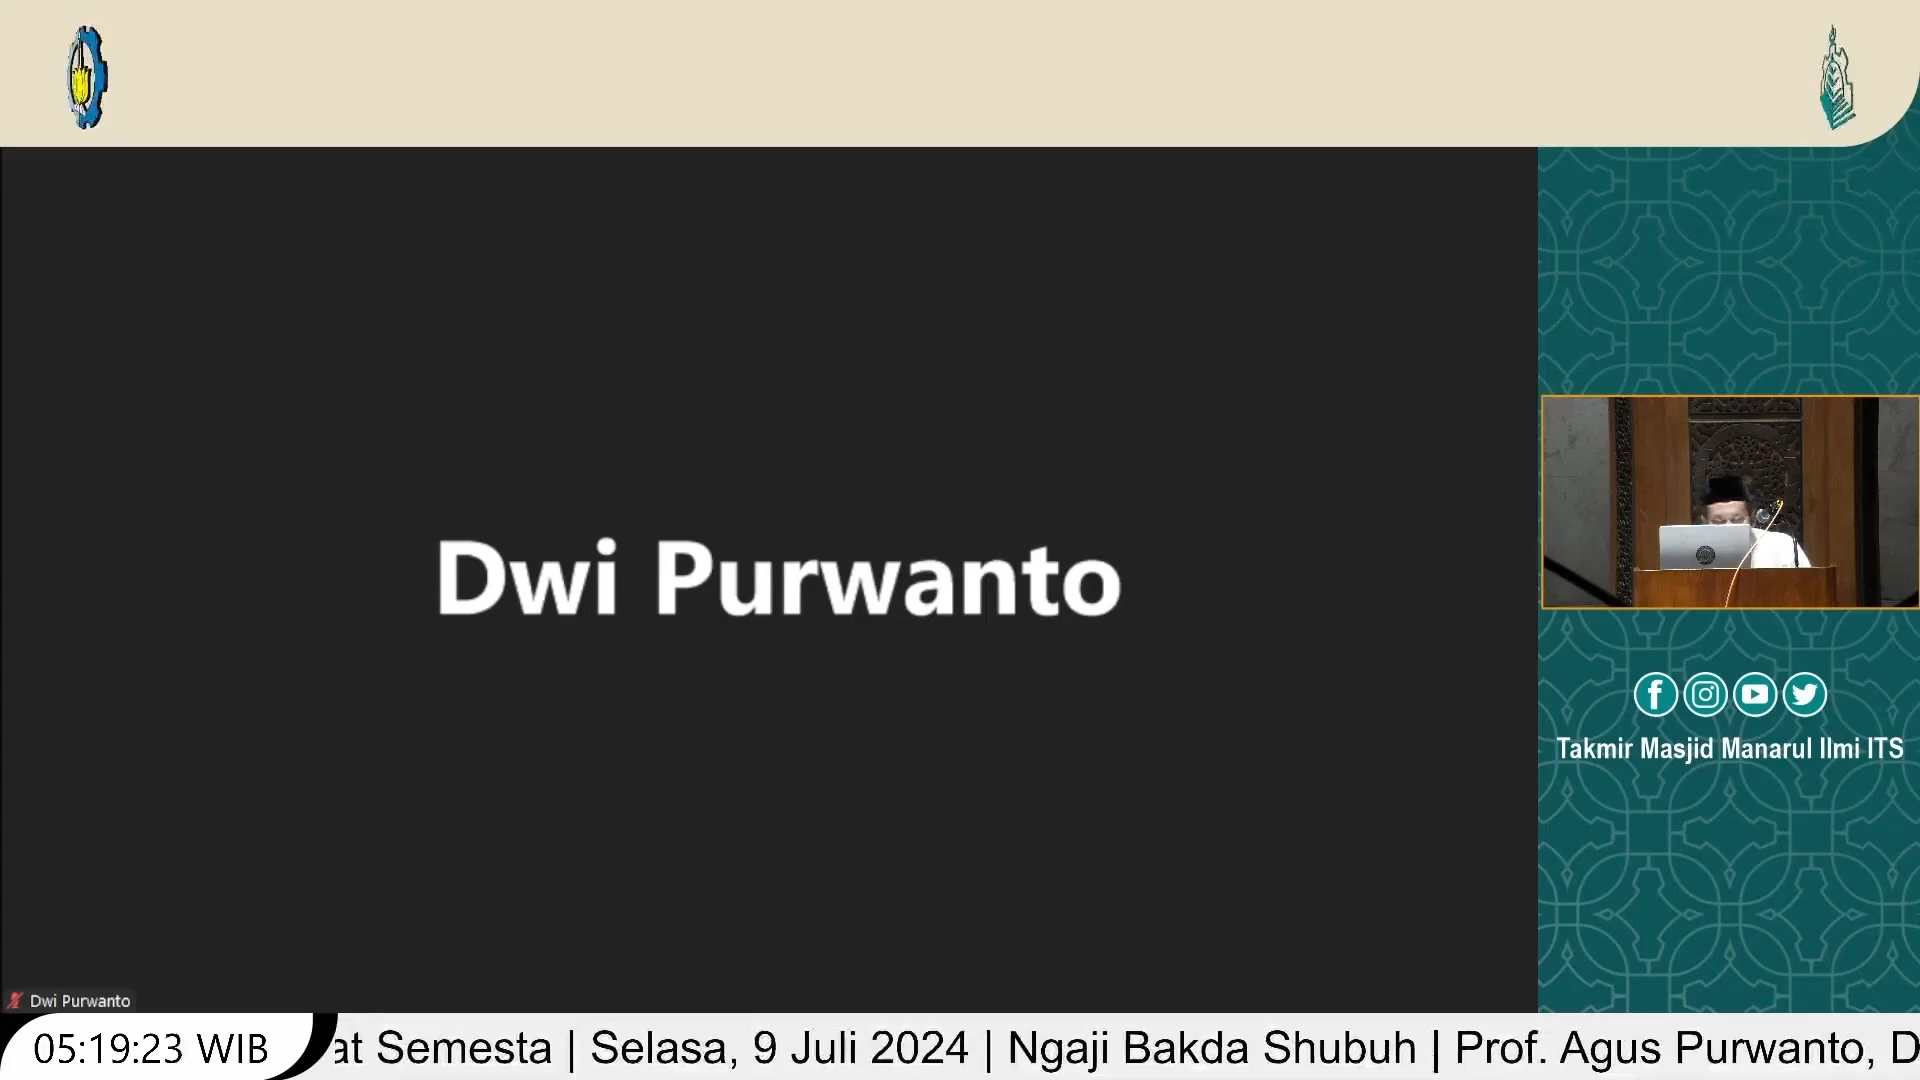 Dwi Purwanto
Takmir Masjid Manarul Ilmi ITS
Dwi Purwanto
05:19:23 WIB
at Semesta | Selasa, 9 Juli 2024 | Ngaji Bakda Shubuh | Prof. Agus Purwanto, D